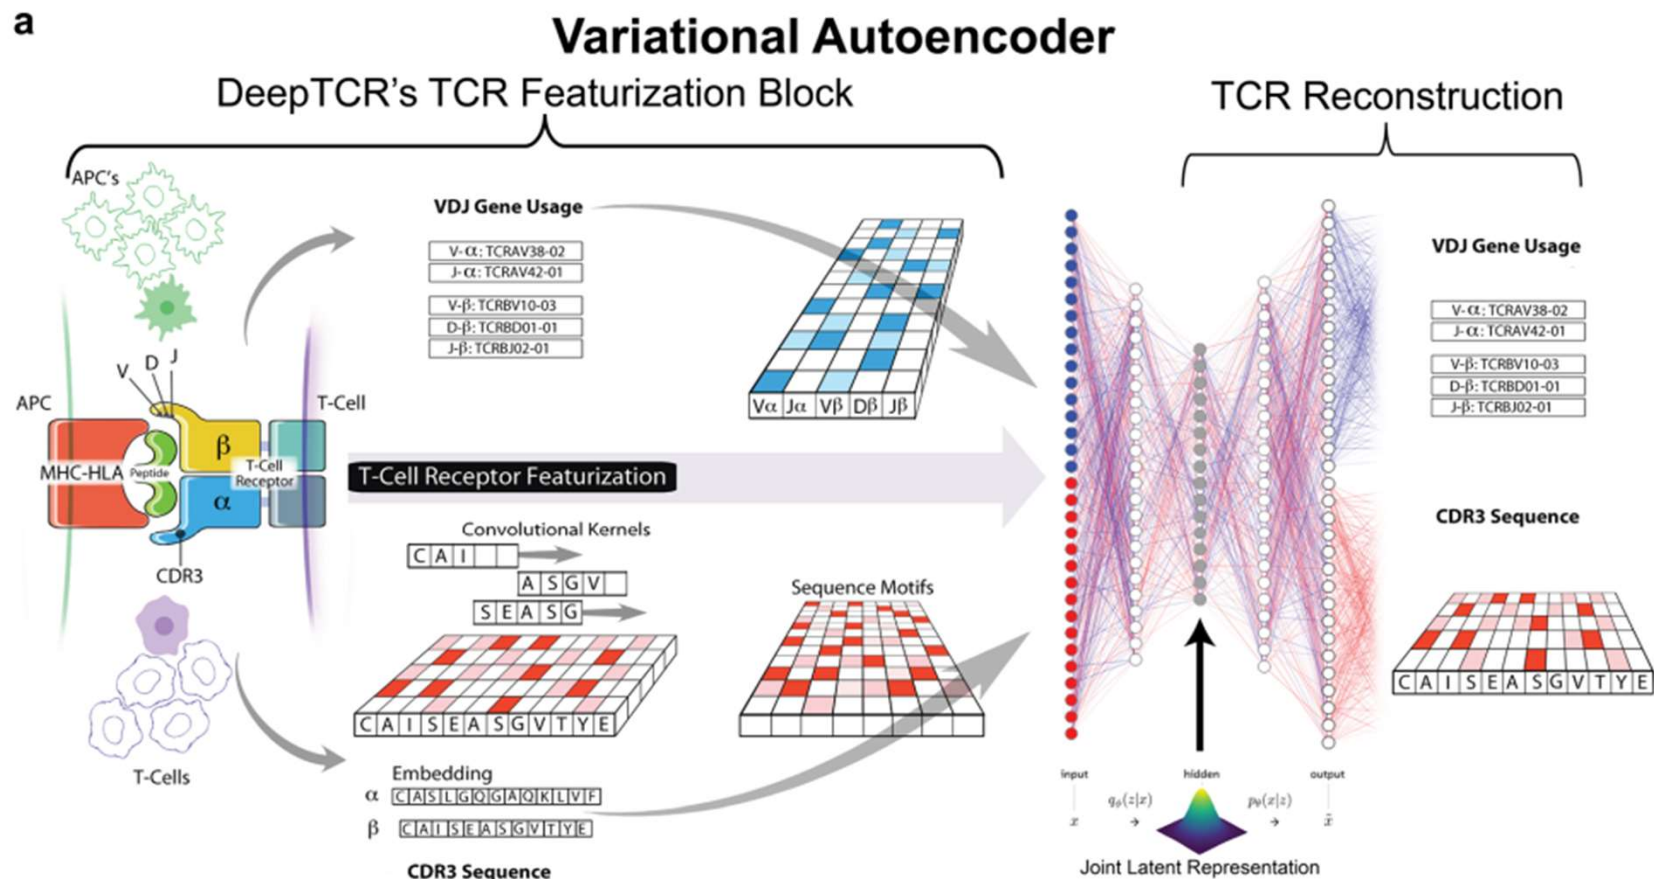 a
Variational Autoencoder
DeepTCR's TCR Featurization Block
TCR Reconstruction
APC's
V D J
APC
T-Cell
MHC-HLA
Peptide
β
α
T-Cell
Receptor
CDR3
T-Cells
VDJ Gene Usage
V-α: TCRAV38-02
J-α: TCRAV42-01
V-β: TCRBV10-03
D-β: TCRBD01-01
J-β: TCRBJ02-01
Vα Jα Vβ Dβ Jβ
T-Cell Receptor Featurization
Convolutional Kernels
C A I
A S G V
S E A S G
C A I S E A S G V T Y E
Sequence Motifs
Embedding
α C A S L G Q G A Q K L V F
β C A I S E A S G V T Y E
CDR3 Sequence
input
hidden
output
x
qϕ(z|x)
→
pθ(x|z)
→
x̃
Joint Latent Representation
VDJ Gene Usage
V-α: TCRAV38-02
J-α: TCRAV42-01
V-β: TCRBV10-03
D-β: TCRBD01-01
J-β: TCRBJ02-01
CDR3 Sequence
C A I S E A S G V T Y E